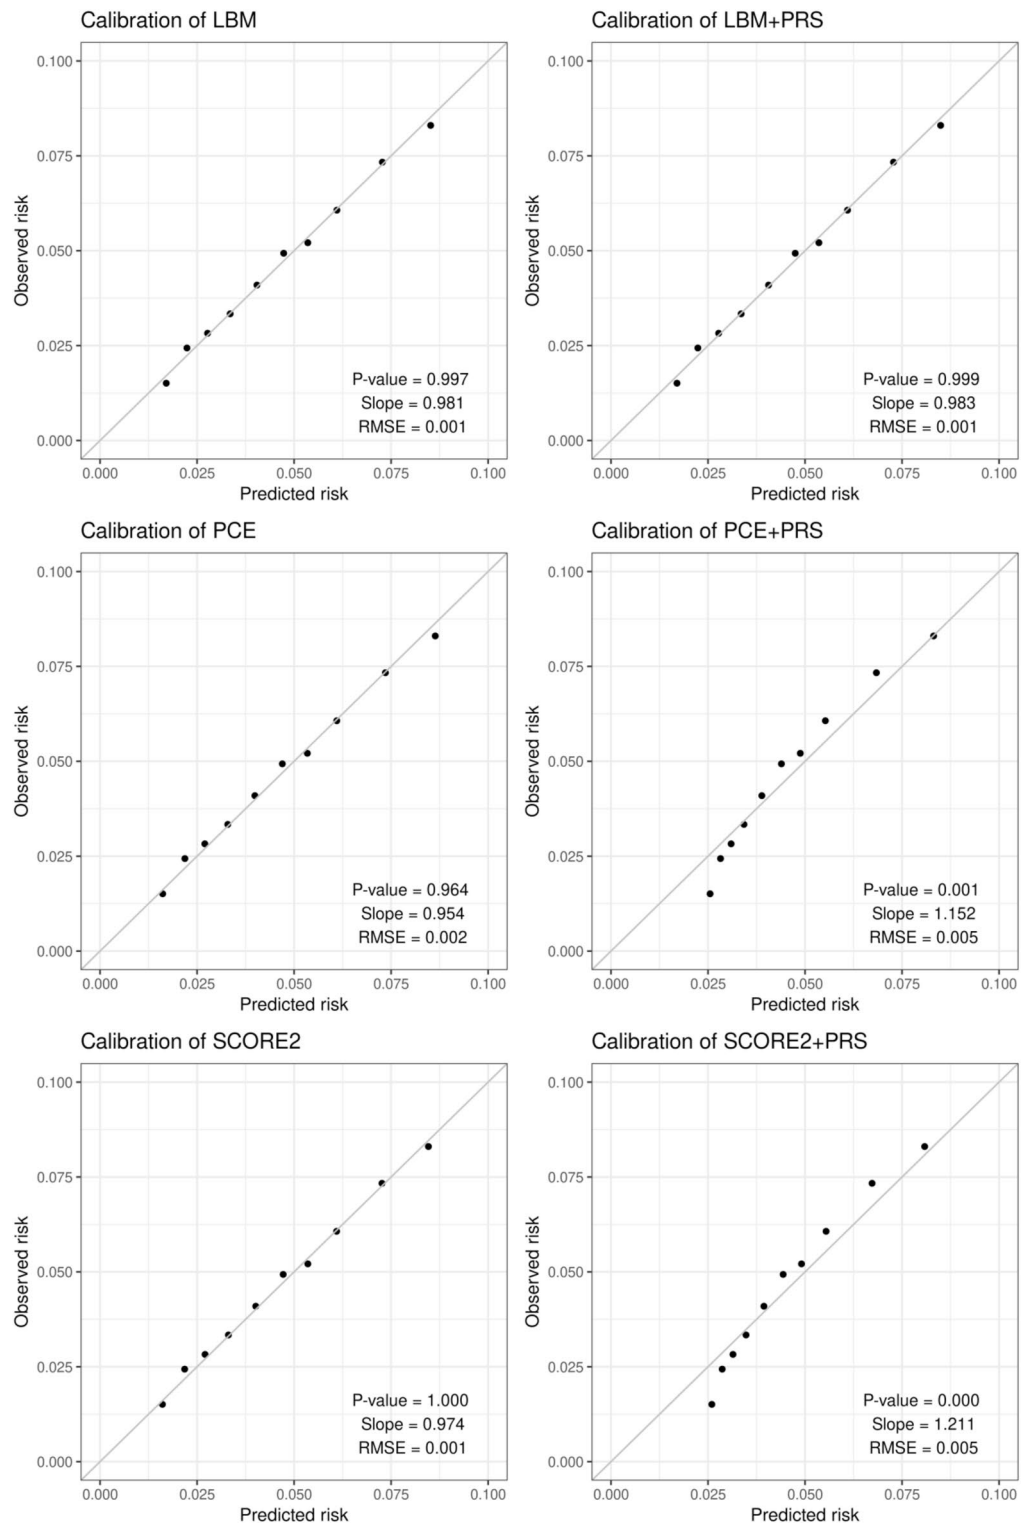 Calibration of LBM
0.100
0.075
0.050
0.025
0.000
Observed risk
P-value = 0.997
Slope = 0.981
RMSE = 0.001
0.000 0.025 0.050 0.075 0.100
Predicted risk
Calibration of LBM+PRS
0.100
0.075
0.050
0.025
0.000
Observed risk
P-value = 0.999
Slope = 0.983
RMSE = 0.001
0.000 0.025 0.050 0.075 0.100
Predicted risk
Calibration of PCE
0.100
0.075
0.050
0.025
0.000
Observed risk
P-value = 0.964
Slope = 0.954
RMSE = 0.002
0.000 0.025 0.050 0.075 0.100
Predicted risk
Calibration of PCE+PRS
0.100
0.075
0.050
0.025
0.000
Observed risk
P-value = 0.001
Slope = 1.152
RMSE = 0.005
0.000 0.025 0.050 0.075 0.100
Predicted risk
Calibration of SCORE2
0.100
0.075
0.050
0.025
0.000
Observed risk
P-value = 1.000
Slope = 0.974
RMSE = 0.001
0.000 0.025 0.050 0.075 0.100
Predicted risk
Calibration of SCORE2+PRS
0.100
0.075
0.050
0.025
0.000
Observed risk
P-value = 0.000
Slope = 1.211
RMSE = 0.005
0.000 0.025 0.050 0.075 0.100
Predicted risk